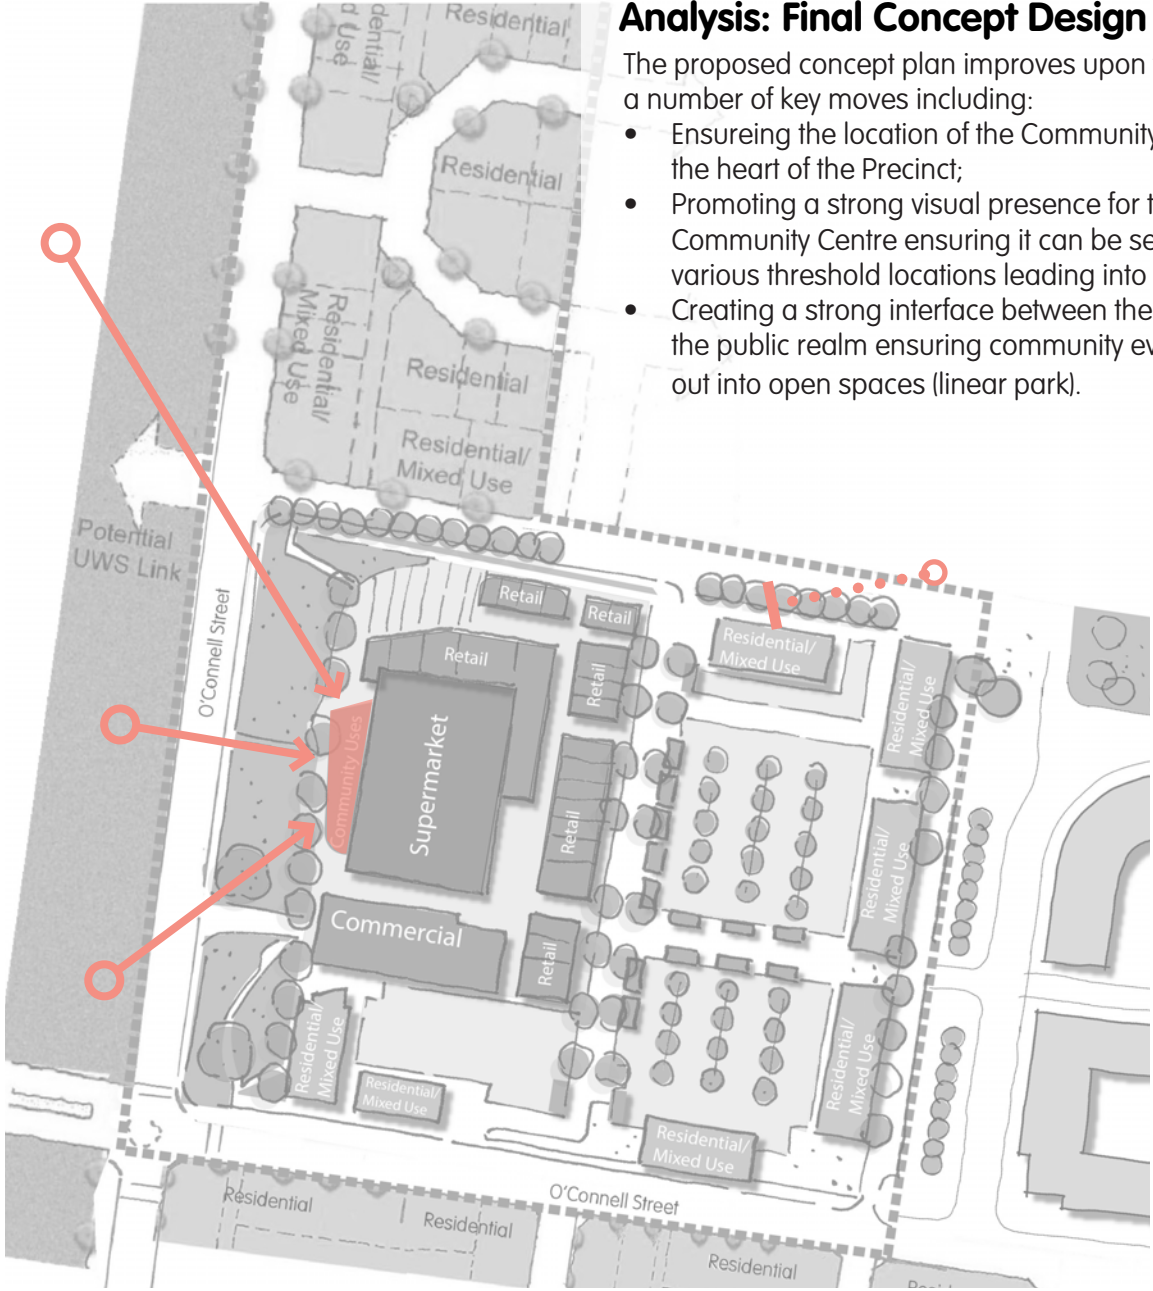 Analysis: Final Concept Design
The proposed concept plan improves upon
a number of key moves including:
• Ensureing the location of the Community
the heart of the Precinct;
• Promoting a strong visual presence for t
Community Centre ensuring it can be se
various threshold locations leading into
• Creating a strong interface between the
the public realm ensuring community ev
out into open spaces (linear park).
Residential
dential/
d Use
Residential
Residential/
Mixed Use
Residential
Residential/
Mixed Use
Potential
UWS Link
O'Connell Street
Retail
Retail
Retail
Retail
Residential/
Mixed Use
Residential/
Mixed Use
Community Uses
Supermarket
Retail
Residential/
Mixed Use
Commercial
Retail
Residential/
Mixed Use
Residential/
Mixed Use
Residential/
Mixed Use
Residential/
Mixed Use
O'Connell Street
Residential
Residential
Residential